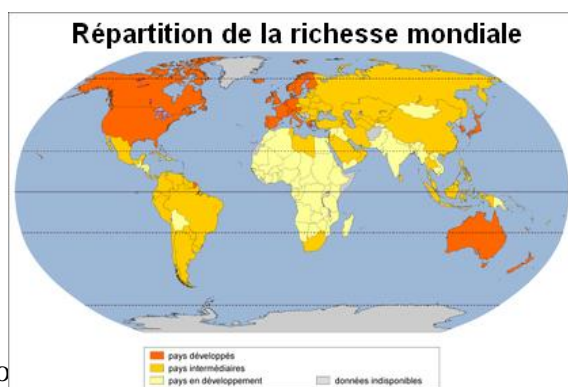 Répartition de la richesse mondiale
pays développés
pays intermédiaires
pays en développement
données indisponibles